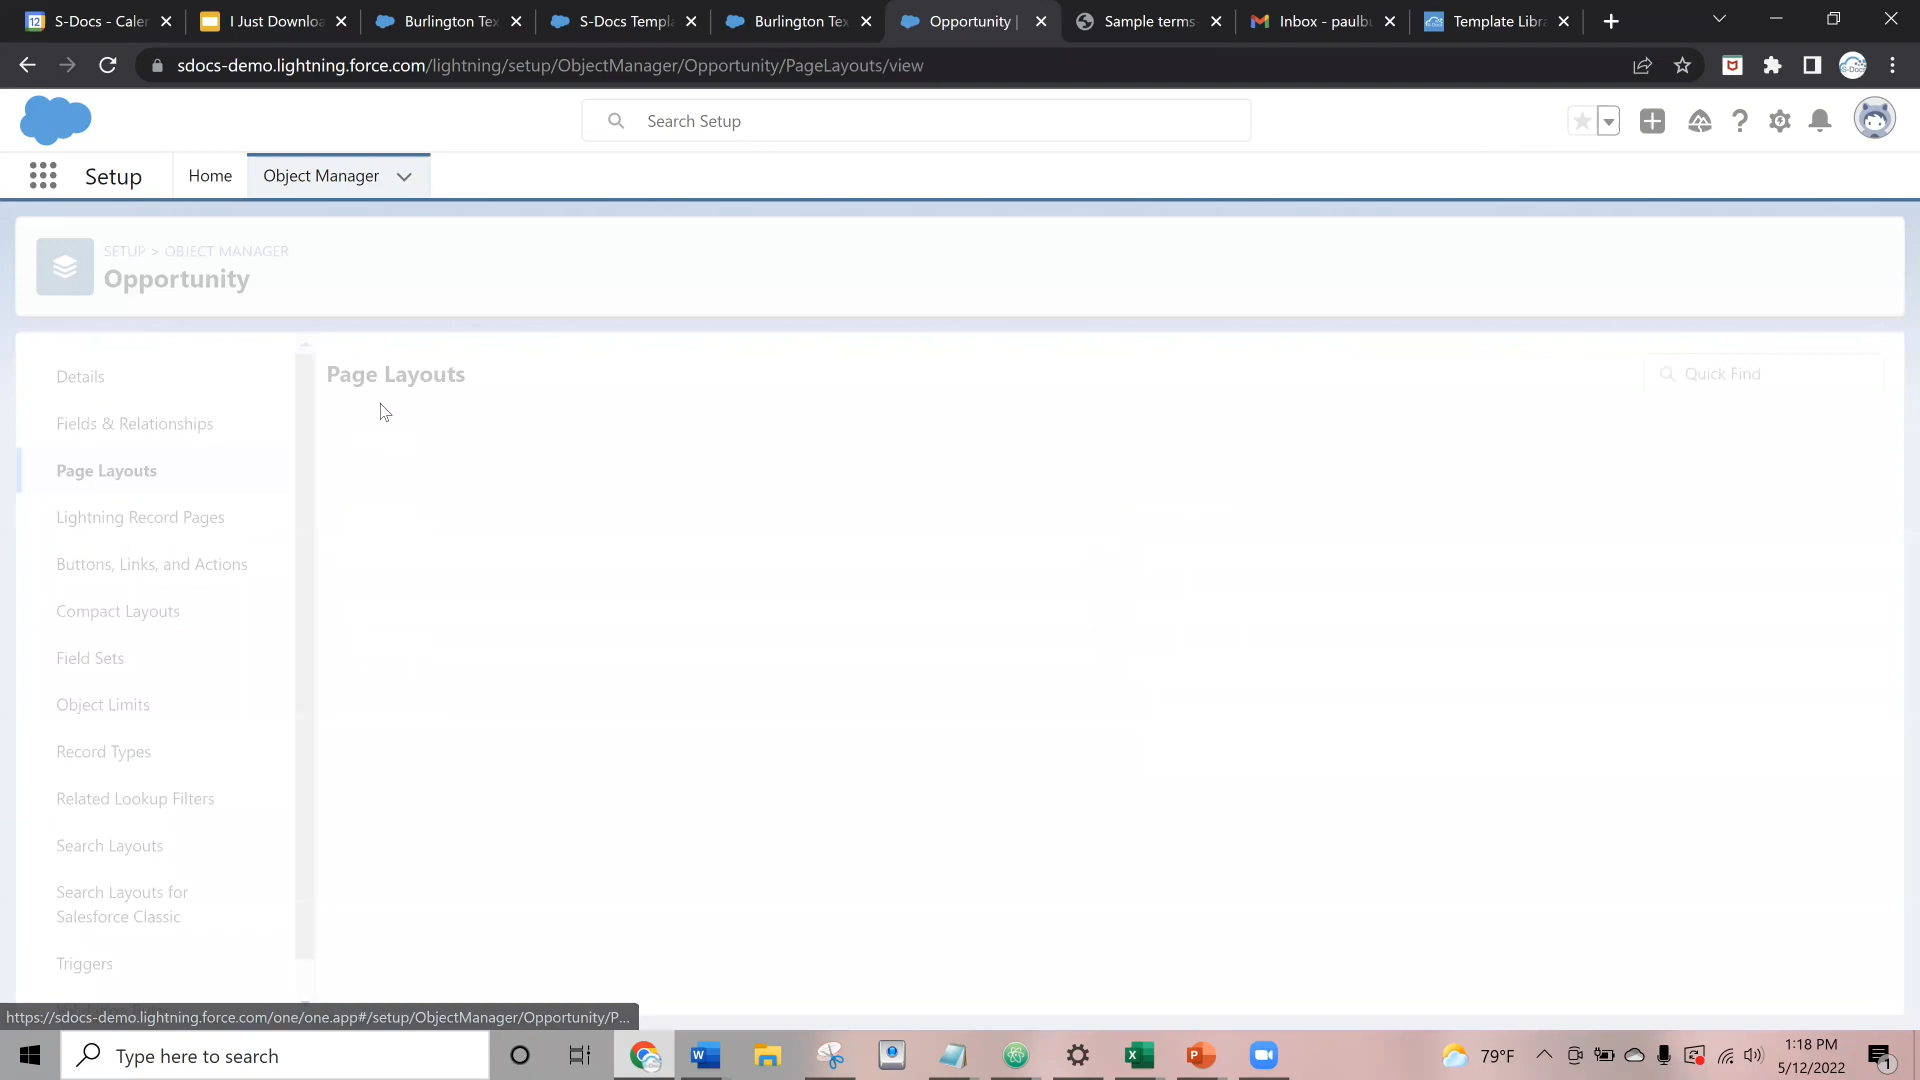 S-Docs - Caler
I Just Downloa
Burlington Tex
S-Docs Templa
Burlington Tex
Opportunity |
Sample terms-
Inbox - paulbu
Template Libra
sdocs-demo.lightning.force.com/lightning/setup/ObjectManager/Opportunity/PageLayouts/view
Search Setup
Setup
Home
Object Manager
SETUP > OBJECT MANAGER
Opportunity
Details
Fields & Relationships
Page Layouts
Lightning Record Pages
Buttons, Links, and Actions
Compact Layouts
Field Sets
Object Limits
Record Types
Related Lookup Filters
Search Layouts
Search Layouts for
Salesforce Classic
Triggers
Page Layouts
Quick Find
https://sdocs-demo.lightning.force.com/one/one.app#/setup/ObjectManager/Opportunity/P...
Type here to search
79°F
1:18 PM
5/12/2022
1